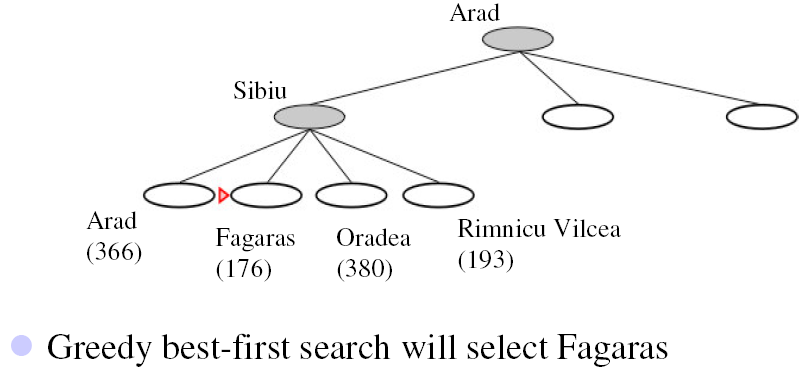 Arad
Sibiu
Arad
(366)
Fagaras
(176)
Oradea
(380)
Rimnicu Vilcea
(193)
Greedy best-first search will select Fagaras